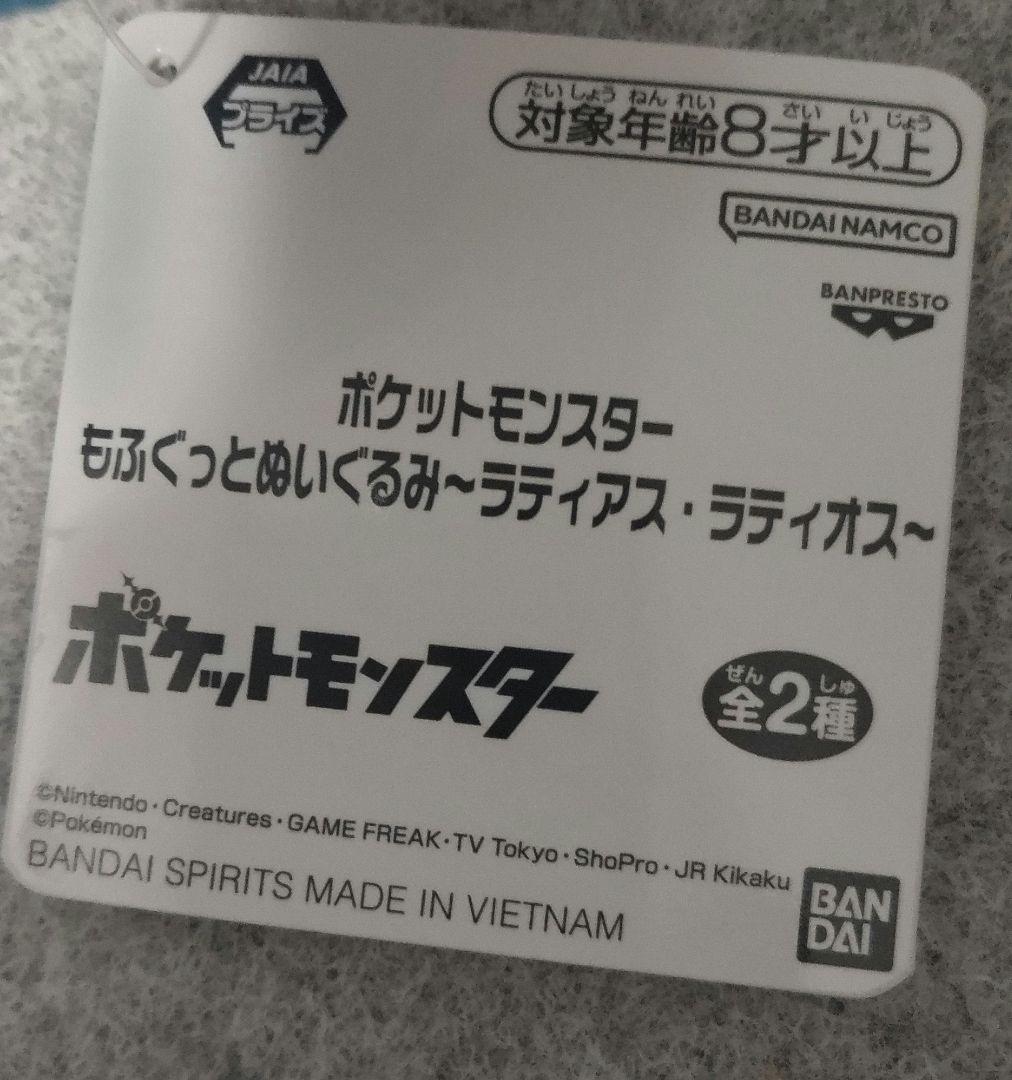 JAIA
プライズ
たいしょうねんれい さいいじょう
対象年齢8才以上
BANDAI NAMCO
BANPRESTO
ポケットモンスター
もふぐっとぬいぐるみ~ラティアス・ラティオス~
ポケットモンスター
ぜん しゅ
全2種
©Nintendo・Creatures・GAME FREAK・TV Tokyo・ShoPro・JR Kikaku
©Pokémon
BANDAI SPIRITS MADE IN VIETNAM
BAN
DAI